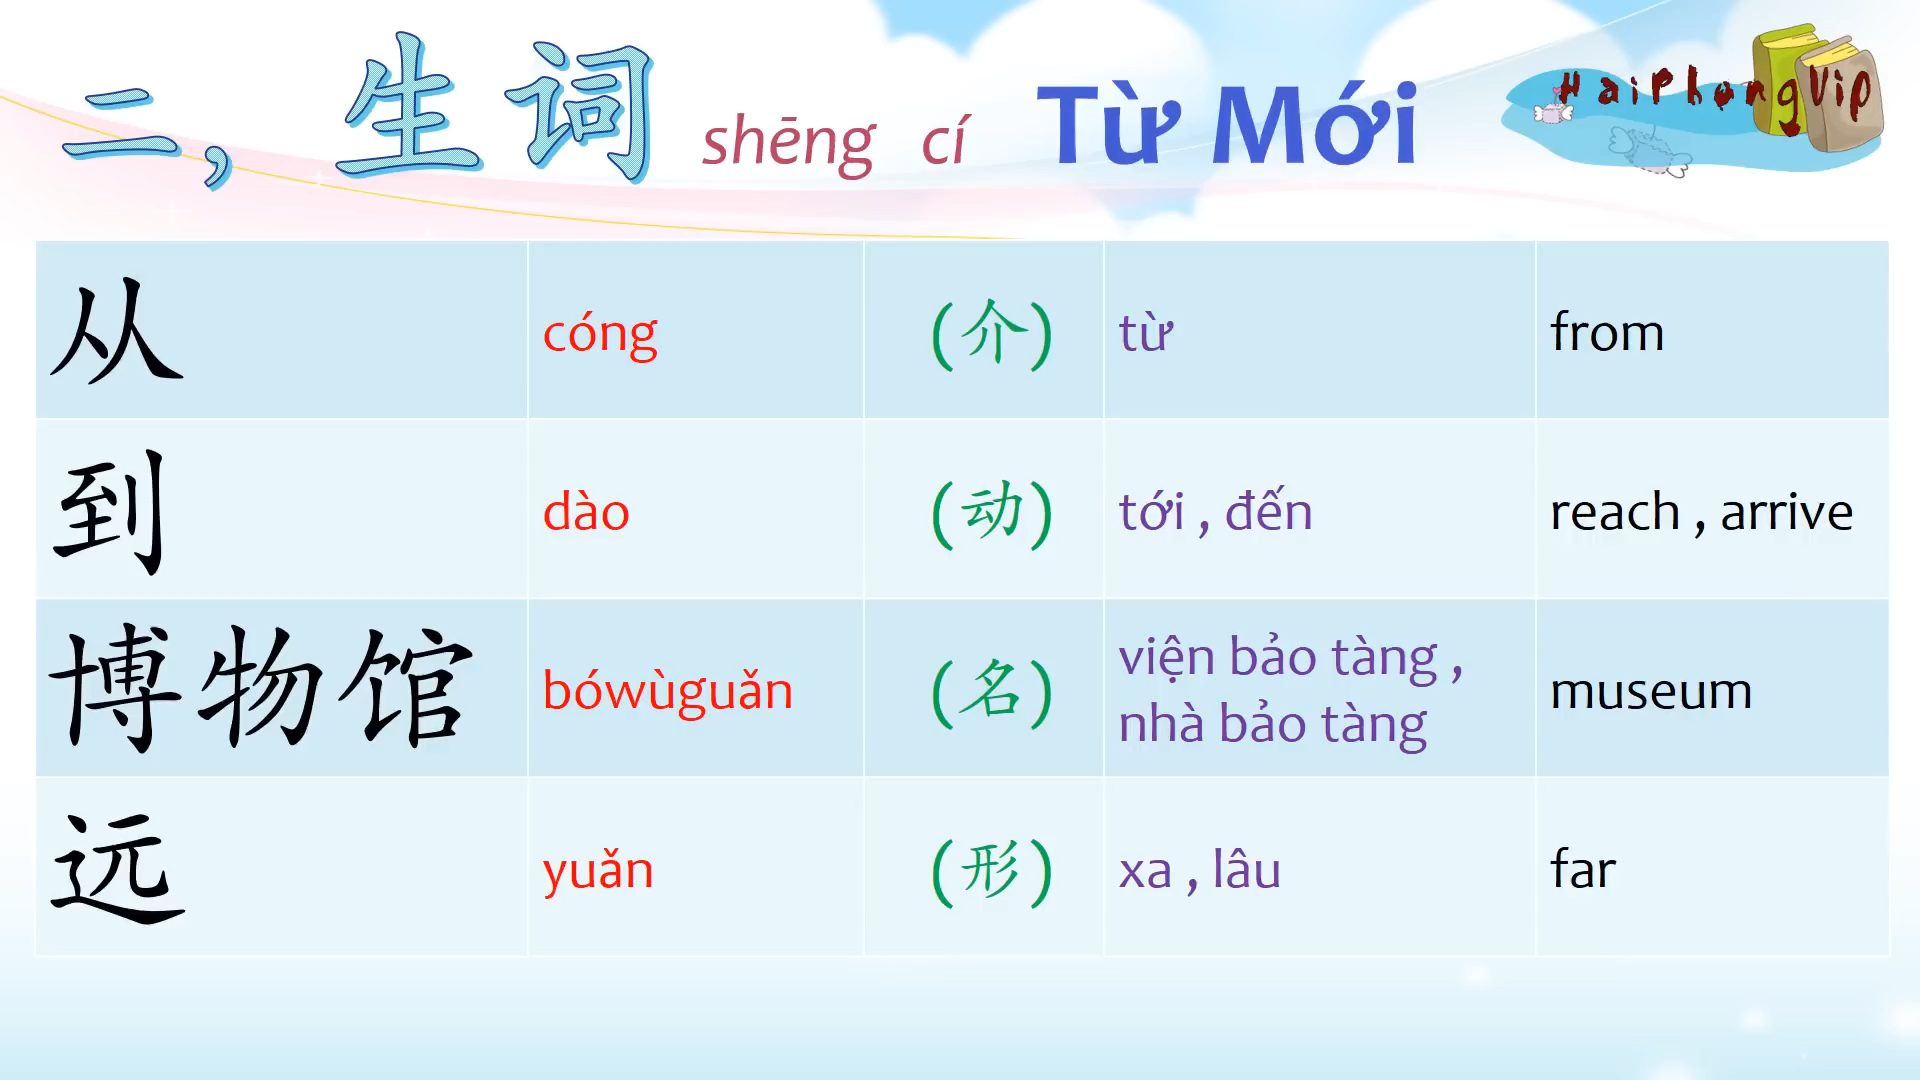 二，生词 shēng cí Từ Mới
HaiPhongVip
从 cóng (介) từ from
到 dào (动) tới , đến reach , arrive
博物馆 bówùguǎn (名) viện bảo tàng , nhà bảo tàng museum
远 yuǎn (形) xa , lâu far